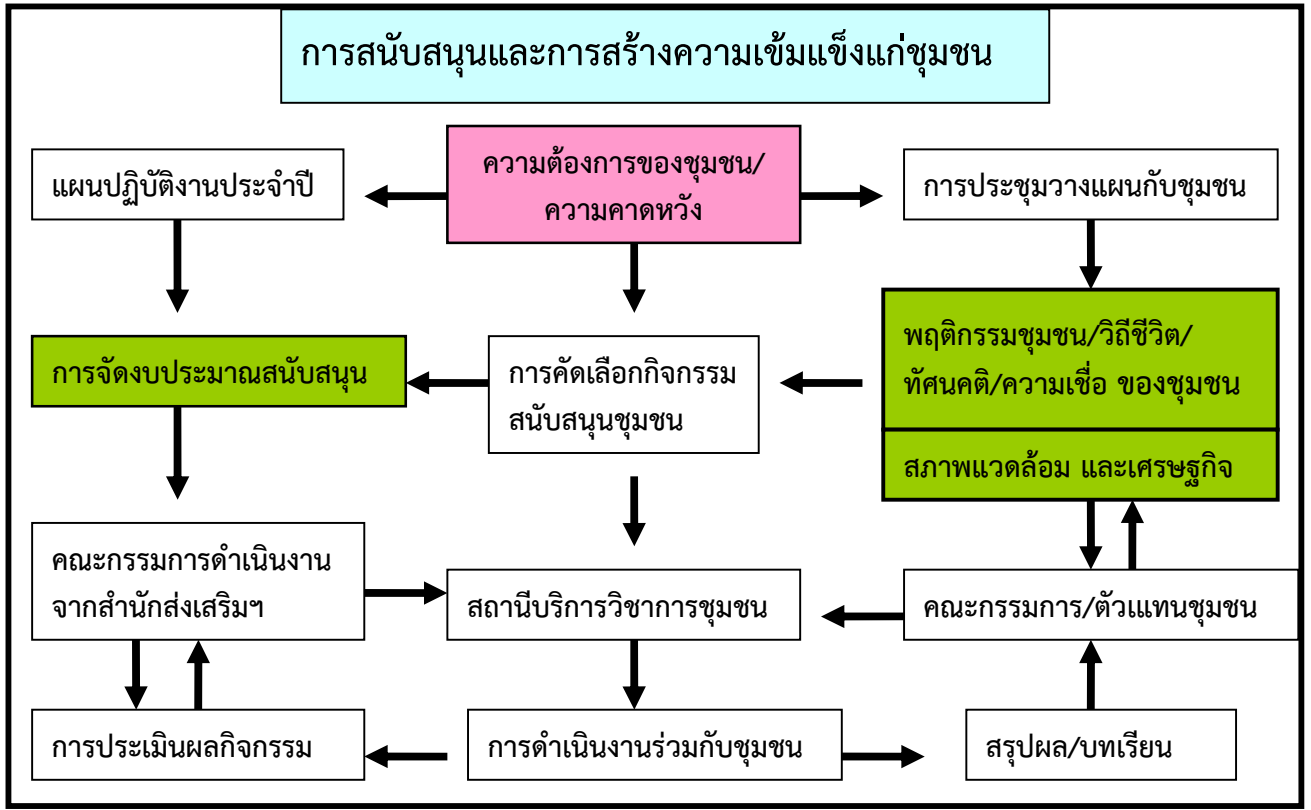 การสนับสนุนและการสร้างความเข้มแข็งแก่ชุมชน
แผนปฏิบัติงานประจำปี
ความต้องการของชุมชน/
ความคาดหวัง
การประชุมวางแผนกับชุมชน
การจัดงบประมาณสนับสนุน
การคัดเลือกกิจกรรม
สนับสนุนชุมชน
พฤติกรรมชุมชน/วิถีชีวิต/
ทัศนคติ/ความเชื่อ ของชุมชน
สภาพแวดล้อม และเศรษฐกิจ
คณะกรรมการดำเนินงาน
จากสำนักส่งเสริมฯ
สถานีบริการวิชาการชุมชน
คณะกรรมการ/ตัวแทนชุมชน
การประเมินผลกิจกรรม
การดำเนินงานร่วมกับชุมชน
สรุปผล/บทเรียน